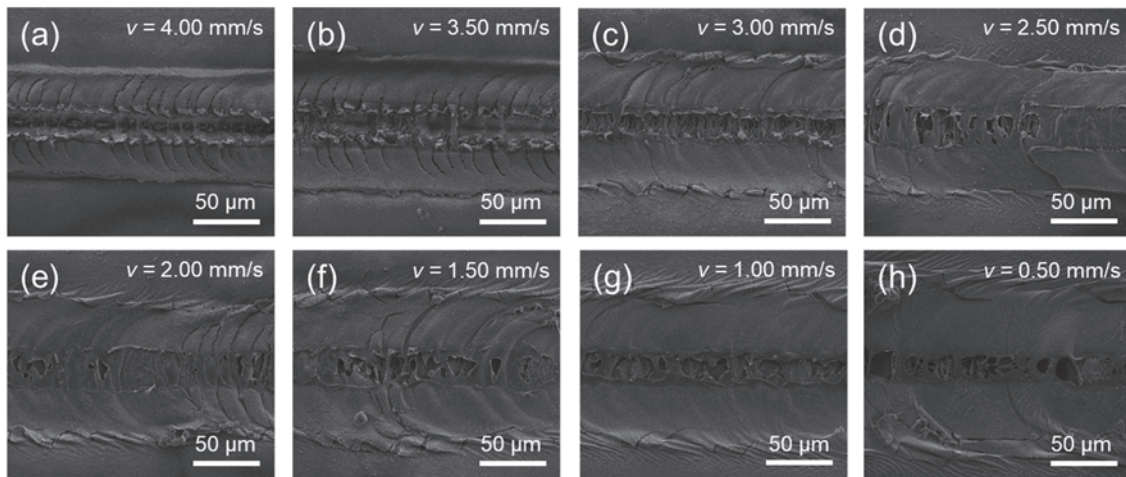 (a) v = 4.00 mm/s
50 µm
(b) v = 3.50 mm/s
50 µm
(c) v = 3.00 mm/s
50 µm
(d) v = 2.50 mm/s
50 µm
(e) v = 2.00 mm/s
50 µm
(f) v = 1.50 mm/s
50 µm
(g) v = 1.00 mm/s
50 µm
(h) v = 0.50 mm/s
50 µm